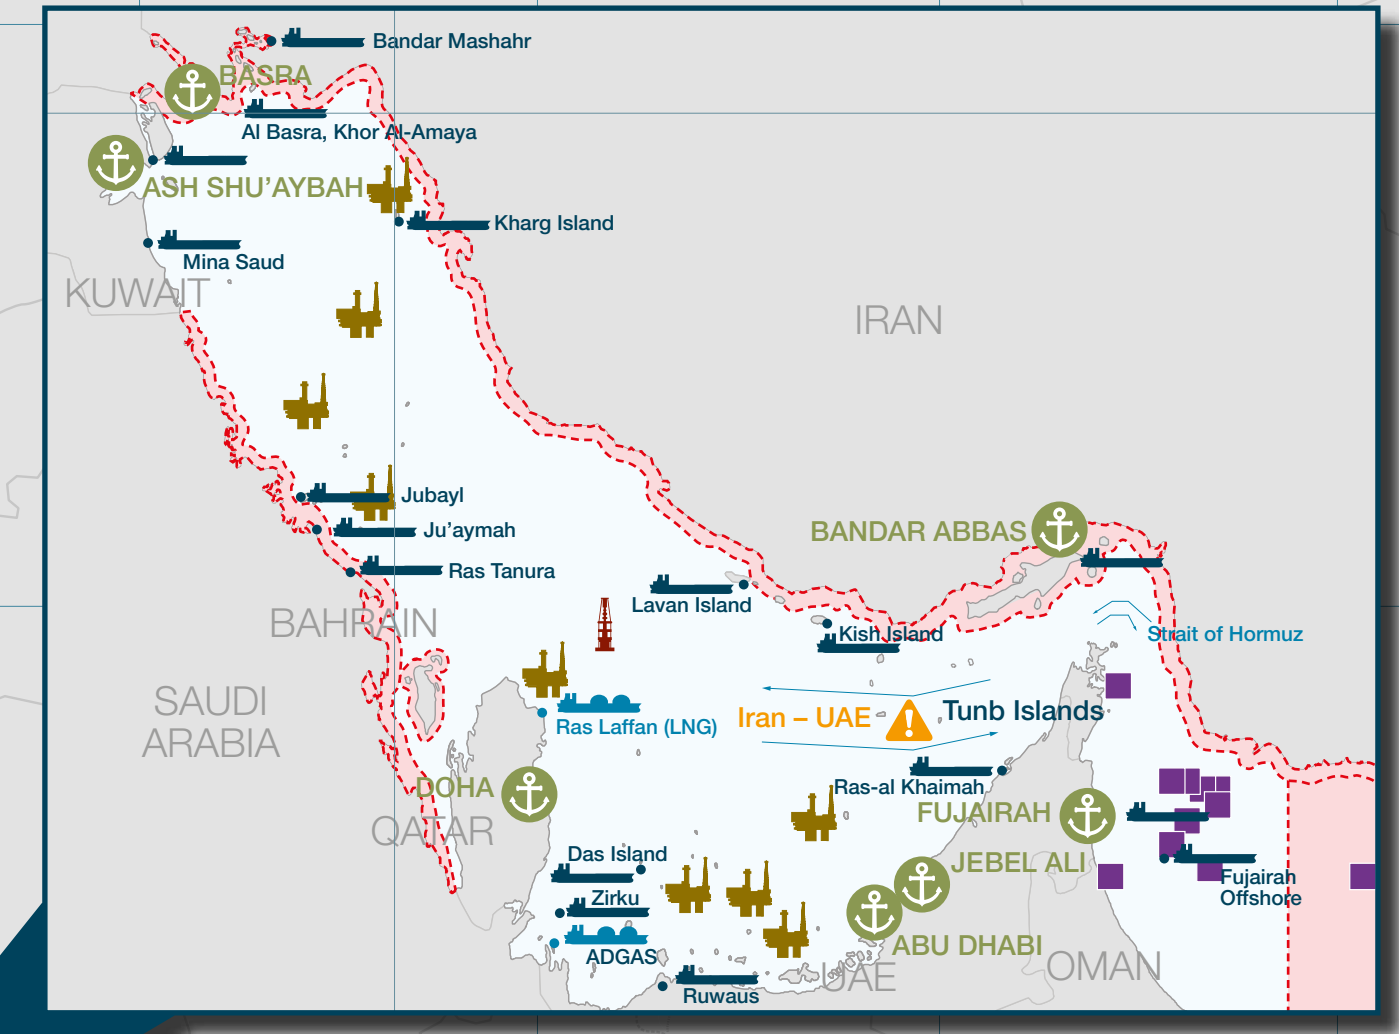 Bandar Mashahr
BASRA
Al Basra, Khor Al-Amaya
ASH SHU'AYBAH
Kharg Island
Mina Saud
KUWAIT
IRAN
Jubayl
BANDAR ABBAS
Ju'aymah
Ras Tanura
Lavan Island
BAHRAIN
Kish Island
Strait of Hormuz
SAUDI
ARABIA
Iran – UAE
!
Tunb Islands
Ras Laffan (LNG)
DOHA
Ras-al Khaimah
FUJAIRAH
QATAR
Das Island
JEBEL ALI
Fujairah
Offshore
Zirku
ABU DHABI
ADGAS
UAE
OMAN
Ruwaus